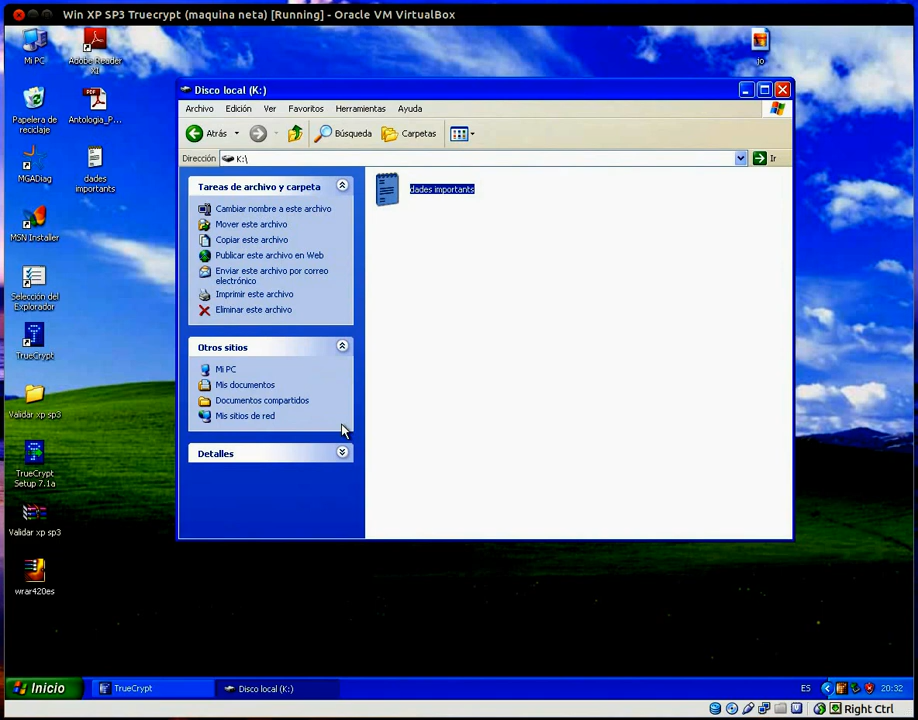 Win XP SP3 Truecrypt (maquina neta) [Running] - Oracle VM VirtualBox
Mi PC
Adobe Reader
XI
jo
Papelera de
reciclaje
Antologia_P...
MGADiag
dades
importants
MSN Installer
Selección del
Explorador
TrueCrypt
Validar xp sp3
TrueCrypt
Setup 7.1a
Validar xp sp3
wrar420es
Disco local (K:)
Archivo Edición Ver Favoritos Herramientas Ayuda
Atrás Búsqueda Carpetas
Dirección K:\ Ir
Tareas de archivo y carpeta
Cambiar nombre a este archivo
Mover este archivo
Copiar este archivo
Publicar este archivo en Web
Enviar este archivo por correo
electrónico
Imprimir este archivo
Eliminar este archivo
Otros sitios
Mi PC
Mis documentos
Documentos compartidos
Mis sitios de red
Detalles
dades importants
Inicio TrueCrypt Disco local (K:) ES 20:32
Right Ctrl